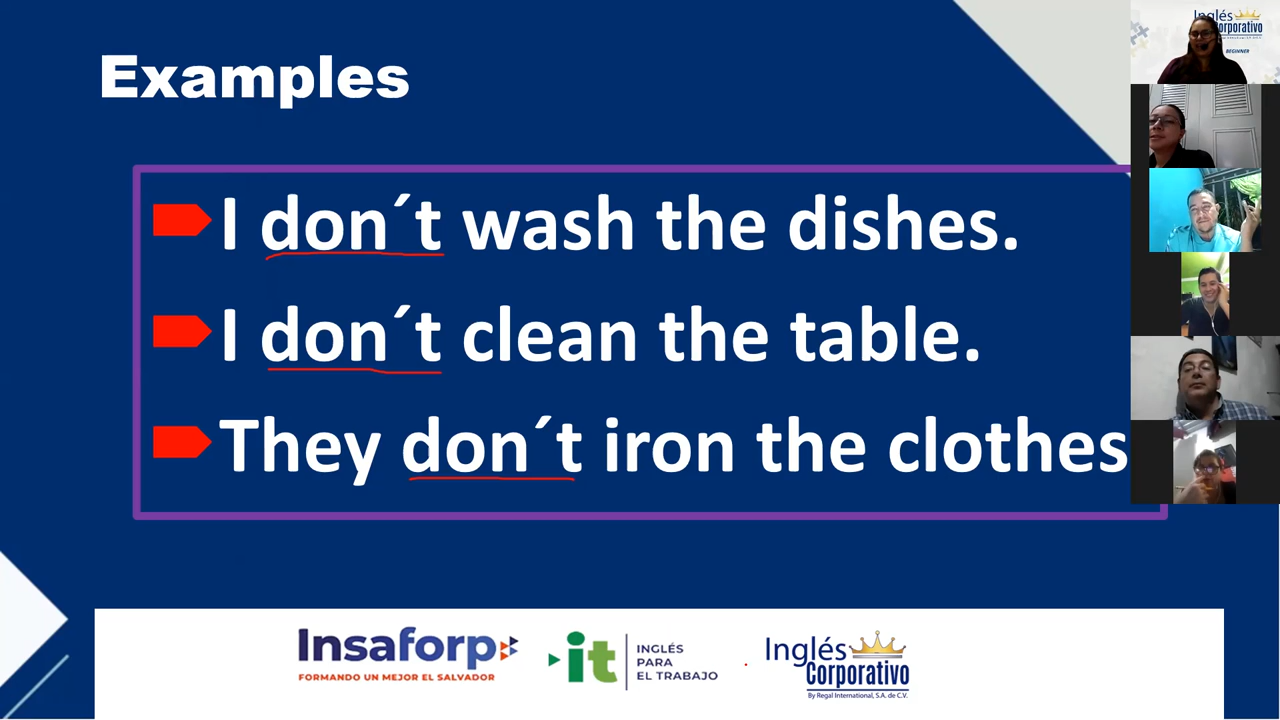 Examples
I don´t wash the dishes.
I don´t clean the table.
They don´t iron the clothes
Insaforp
FORMANDO UN MEJOR EL SALVADOR
it
INGLÉS
PARA
EL TRABAJO
Inglés
Corporativo
By Regal International, S.A. de C.V.
Inglés
Corporativo
BEGINNER